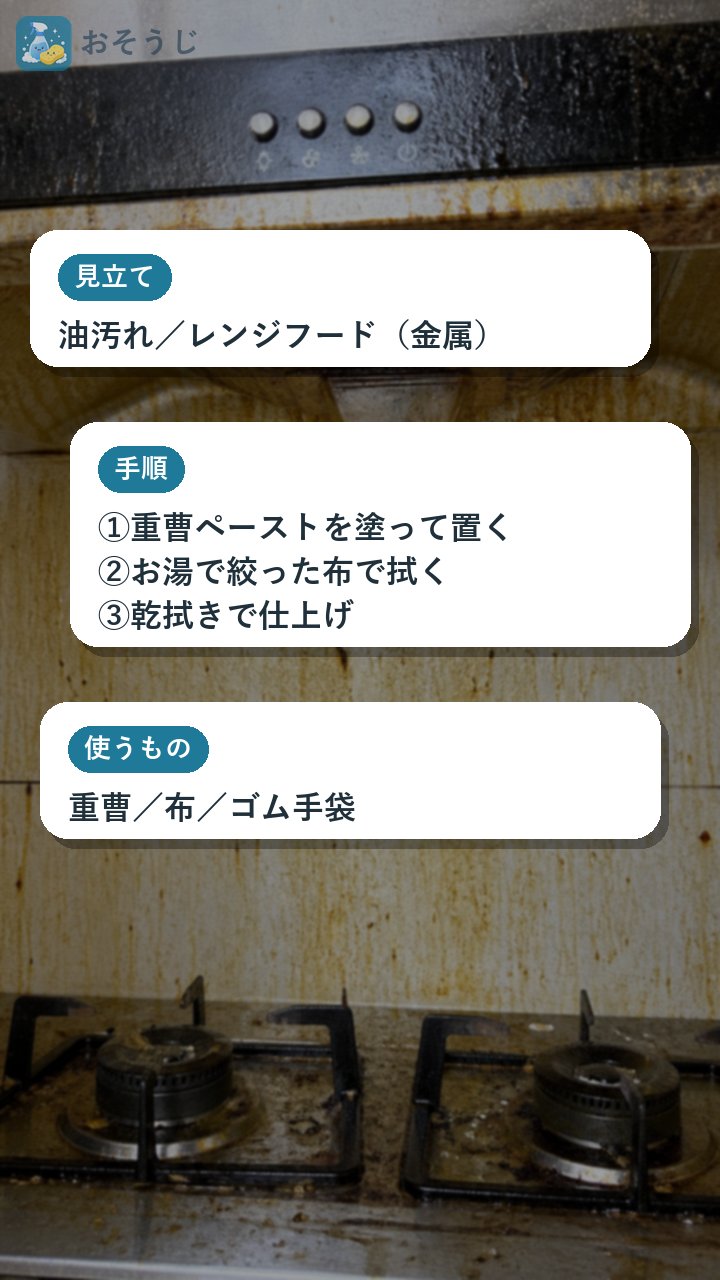 おそうじ
見立て
油汚れ／レンジフード（金属）
手順
①重曹ペーストを塗って置く
②お湯で絞った布で拭く
③乾拭きで仕上げ
使うもの
重曹／布／ゴム手袋